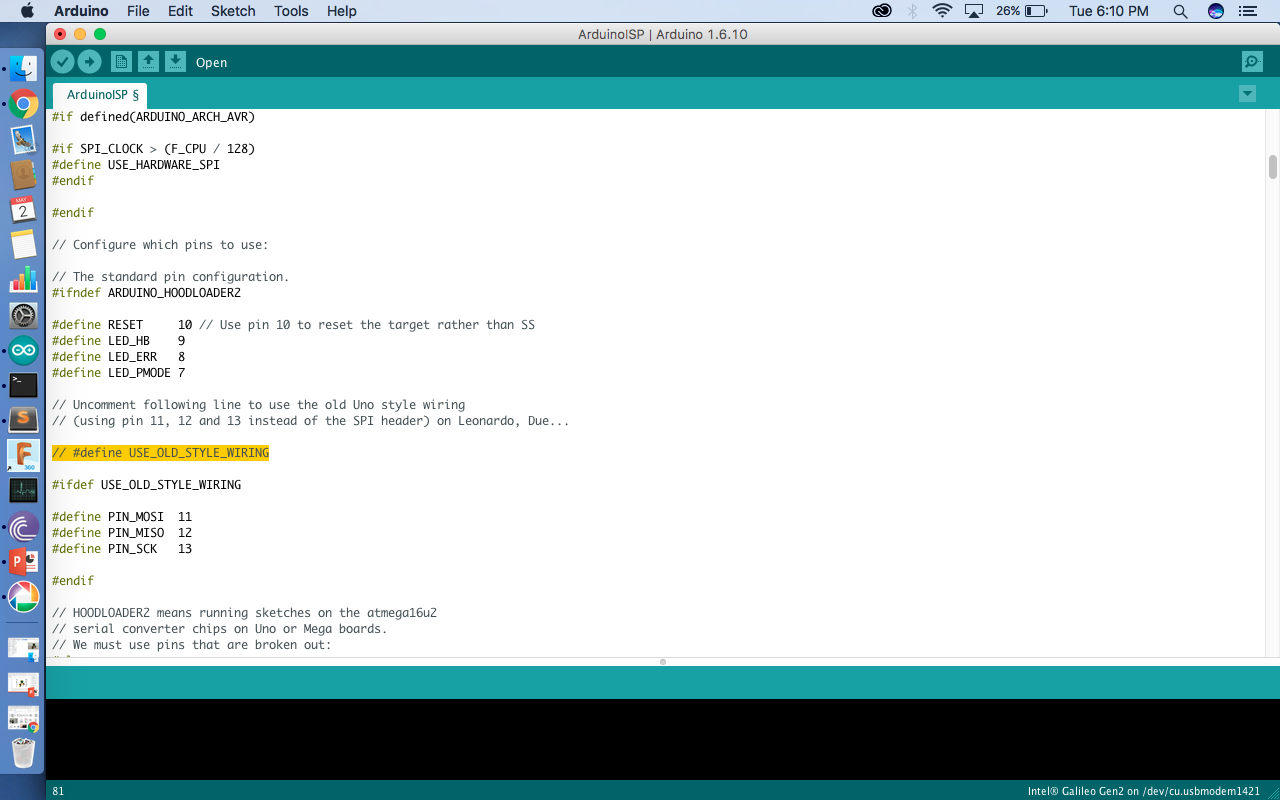 Arduino File Edit Sketch Tools Help 26% Tue 6:10 PM
ArduinoISP | Arduino 1.6.10
Open
ArduinoISP §
#if defined(ARDUINO_ARCH_AVR)
#if SPI_CLOCK > (F_CPU / 128)
#define USE_HARDWARE_SPI
#endif
#endif
// Configure which pins to use:
// The standard pin configuration.
#ifndef ARDUINO_HOODLOADER2
#define RESET     10 // Use pin 10 to reset the target rather than SS
#define LED_HB    9
#define LED_ERR   8
#define LED_PMODE 7
// Uncomment following line to use the old Uno style wiring
// (using pin 11, 12 and 13 instead of the SPI header) on Leonardo, Due...
// #define USE_OLD_STYLE_WIRING
#ifdef USE_OLD_STYLE_WIRING
#define PIN_MOSI  11
#define PIN_MISO  12
#define PIN_SCK   13
#endif
// HOODLOADER2 means running sketches on the atmega16u2
// serial converter chips on Uno or Mega boards.
// We must use pins that are broken out:
81
Intel® Galileo Gen2 on /dev/cu.usbmodem1421
MAY
2
360